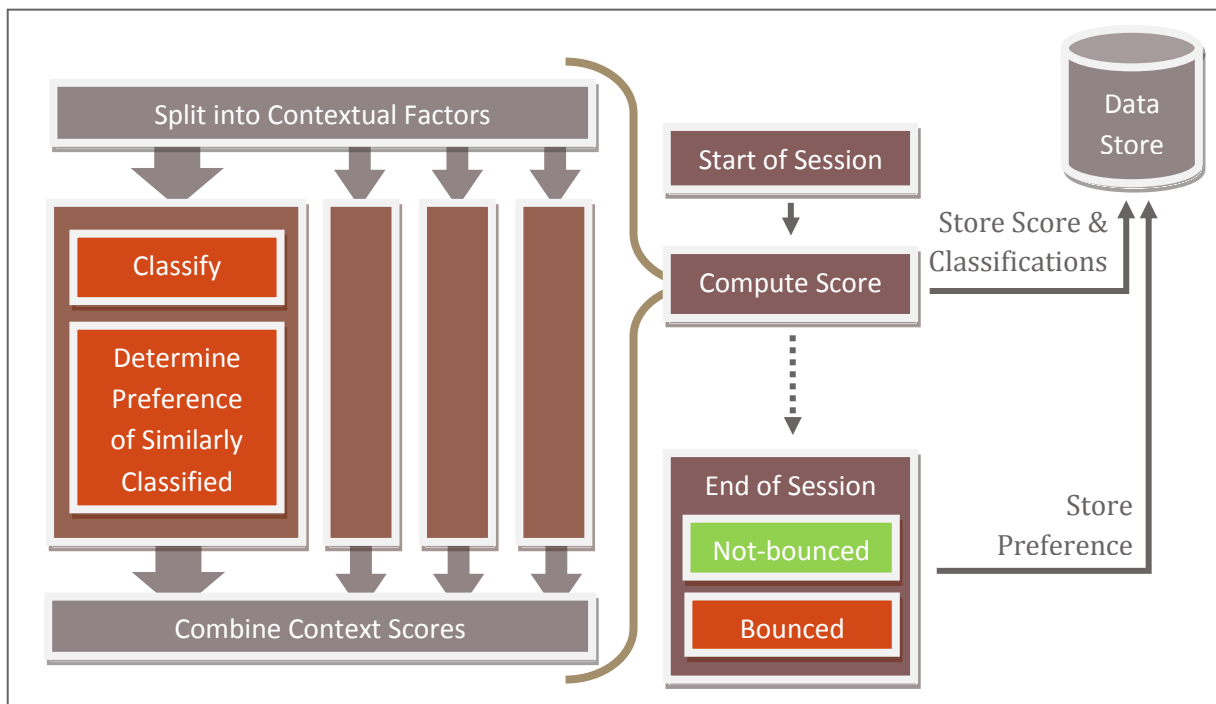 Split into Contextual Factors
Classify
Determine
Preference
of Similarly
Classified
Combine Context Scores
Start of Session
Compute Score
End of Session
Not-bounced
Bounced
Store Score &
Classifications
Store
Preference
Data
Store